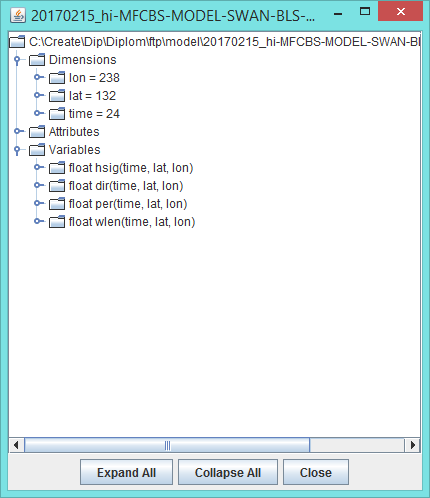 20170215_hi-MFCBS-MODEL-SWAN-BLS-...
C:\Create\Dip\Diplom\ftp\model\20170215_hi-MFCBS-MODEL-SWAN-BL
Dimensions
lon = 238
lat = 132
time = 24
Attributes
Variables
float hsig(time, lat, lon)
float dir(time, lat, lon)
float per(time, lat, lon)
float wlen(time, lat, lon)
Expand All Collapse All Close